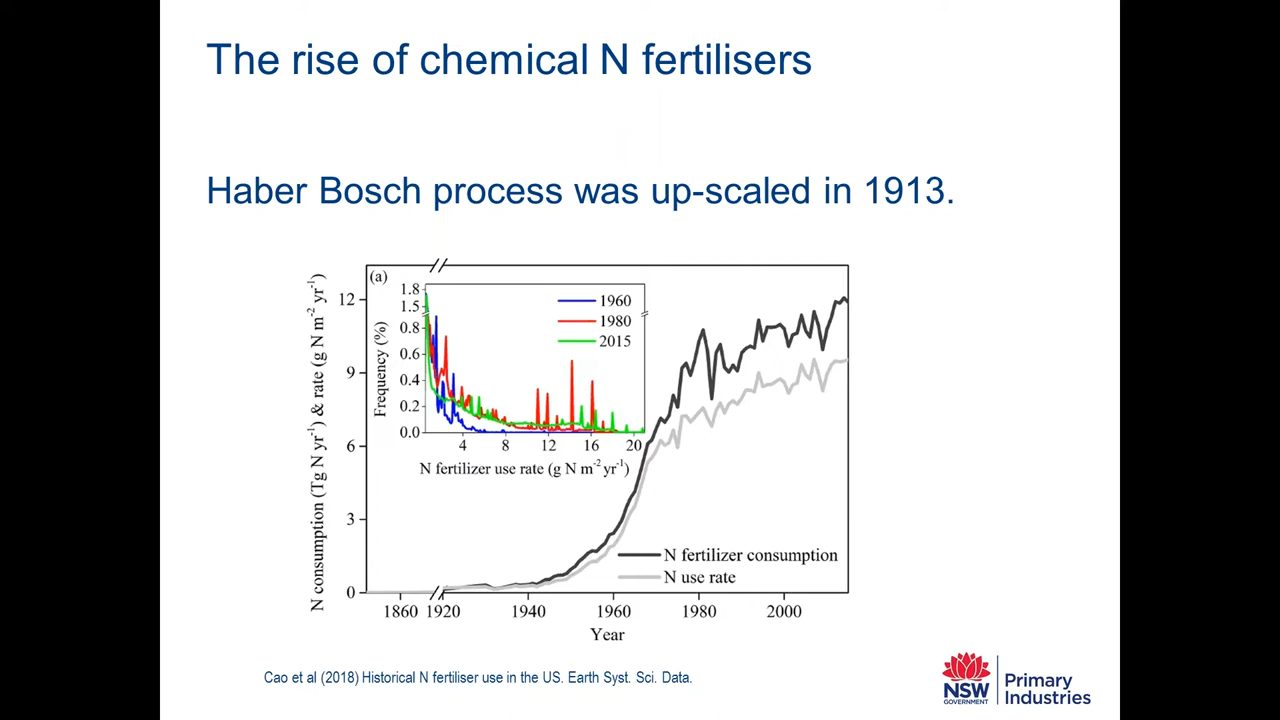 The rise of chemical N fertilisers
Haber Bosch process was up-scaled in 1913.
N consumption (Tg N yr⁻¹) & rate (g N m⁻² yr⁻¹)
12
9
6
3
0
(a)
Frequency (%)
1.8
1.5
0.8
0.6
0.4
0.2
0.0
1960
1980
2015
4 8 12 16 20
N fertilizer use rate (g N m⁻² yr⁻¹)
N fertilizer consumption
N use rate
1860 1920 1940 1960 1980 2000
Year
Cao et al (2018) Historical N fertiliser use in the US. Earth Syst. Sci. Data.
NSW
GOVERNMENT
Primary
Industries